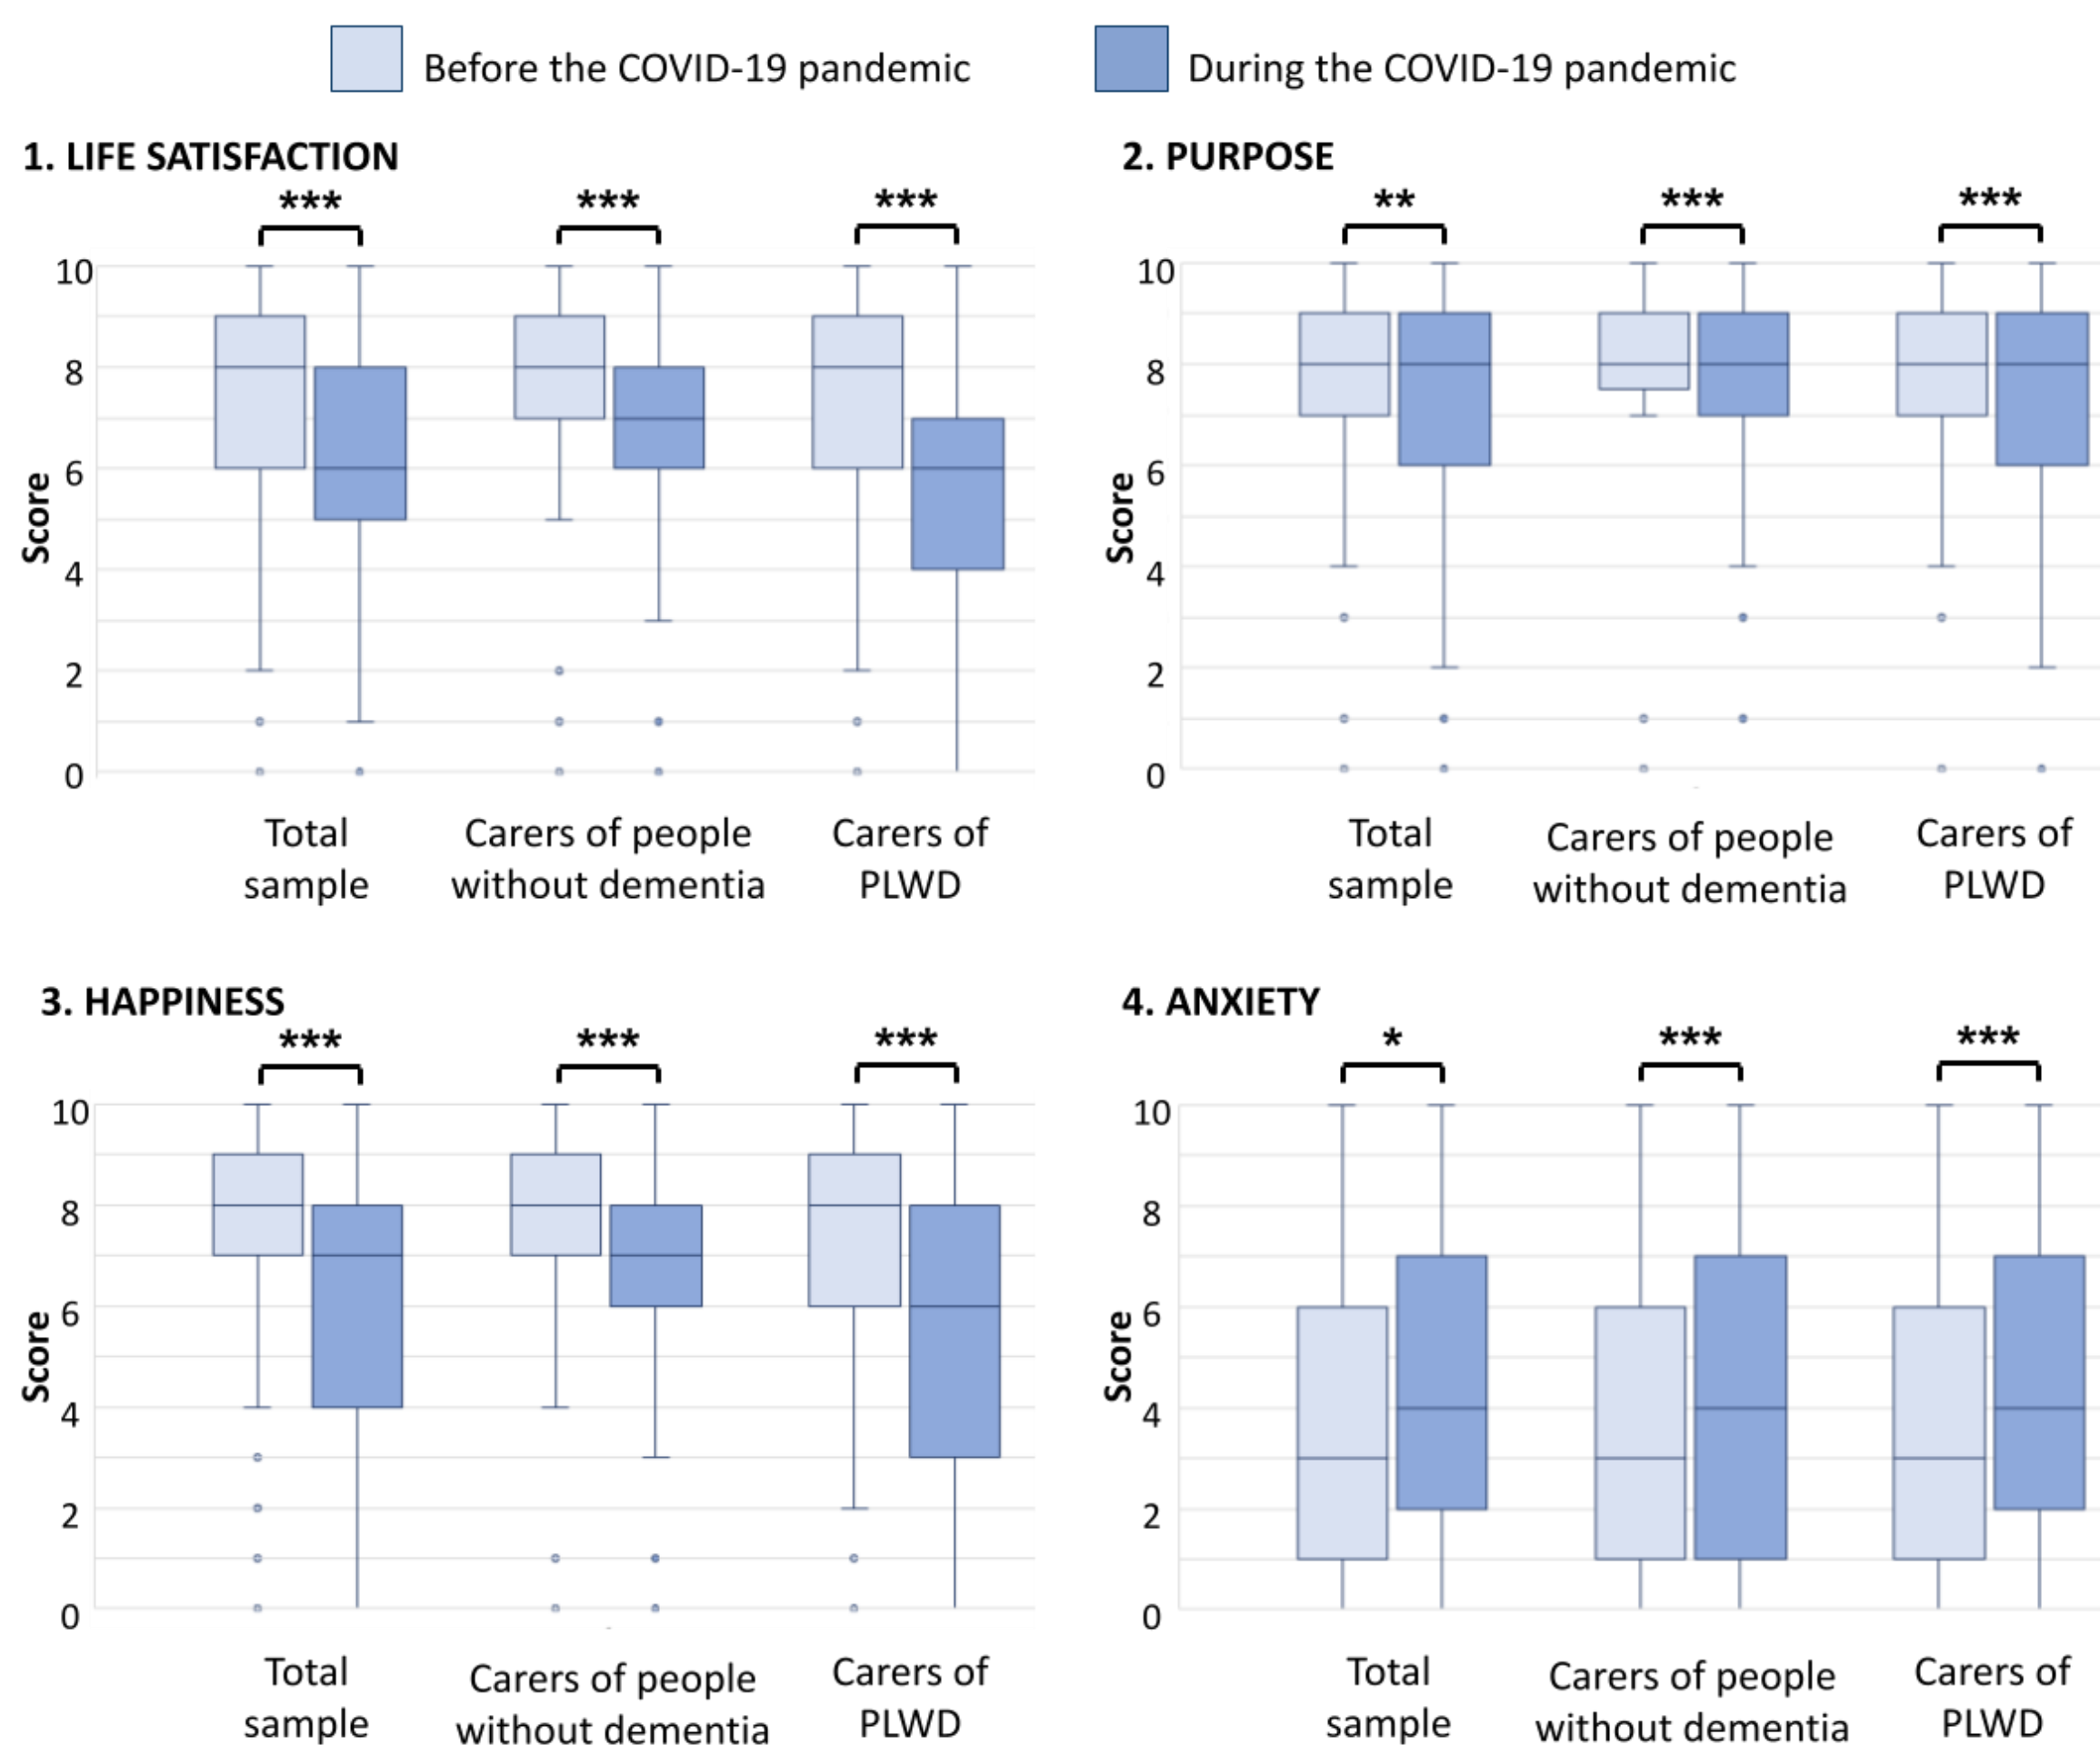 Before the COVID-19 pandemic
During the COVID-19 pandemic
1. LIFE SATISFACTION
*** *** ***
Score
10
8
6
4
2
0
Total sample
Carers of people without dementia
Carers of PLWD
2. PURPOSE
** *** ***
Score
10
8
6
4
2
0
Total sample
Carers of people without dementia
Carers of PLWD
3. HAPPINESS
*** *** ***
Score
10
8
6
4
2
0
Total sample
Carers of people without dementia
Carers of PLWD
4. ANXIETY
* *** ***
Score
10
8
6
4
2
0
Total sample
Carers of people without dementia
Carers of PLWD